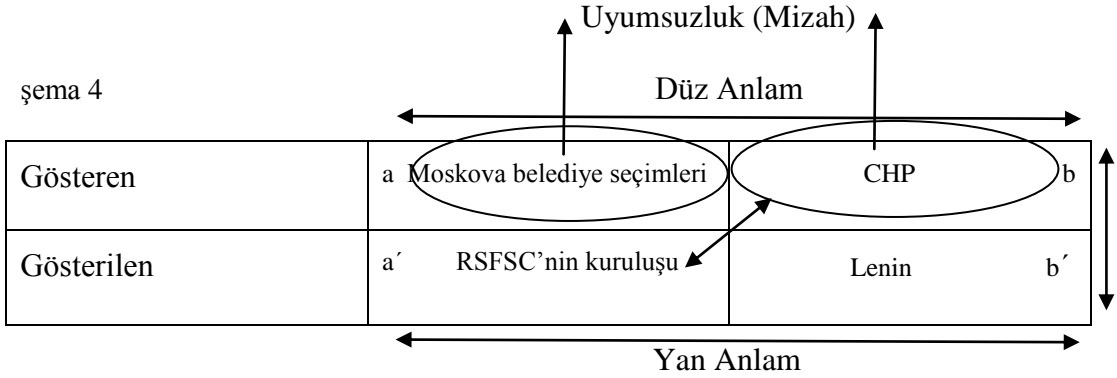 Uyumsuzluk (Mizah)
şema 4
Düz Anlam
Gösteren a Moskova belediye seçimleri CHP b
Gösterilen a´ RSFSC’nin kuruluşu Lenin b´
Yan Anlam